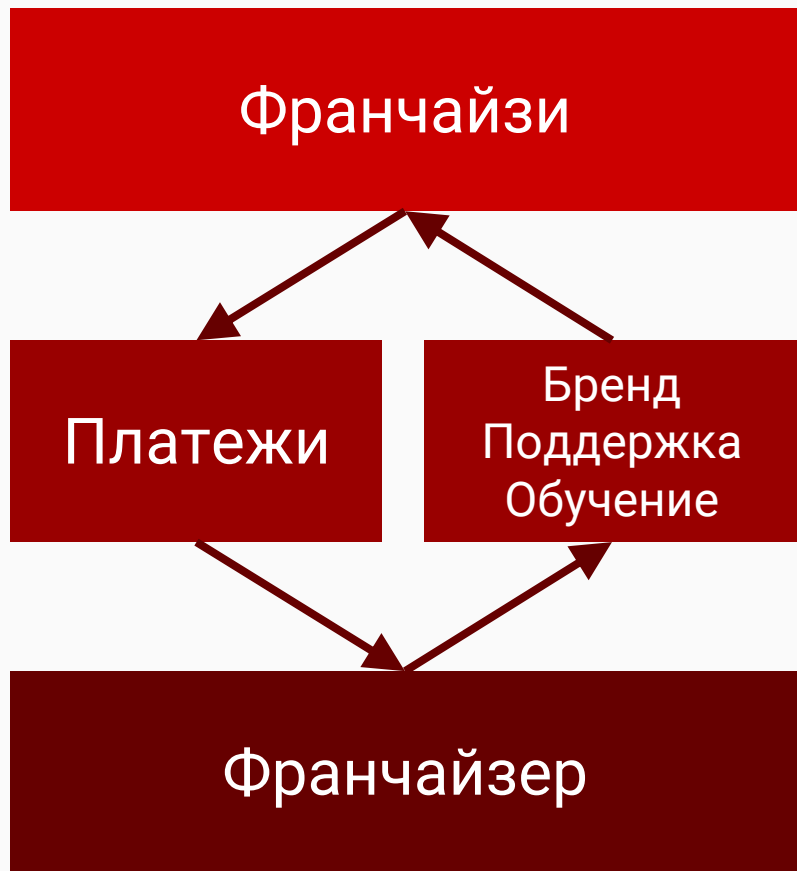 Франчайзи
Платежи
Бренд
Поддержка
Обучение
Франчайзер